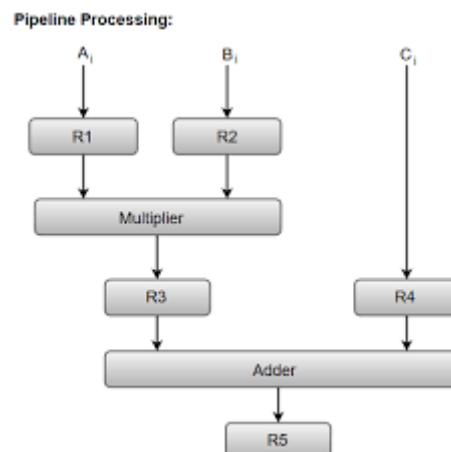 Pipeline Processing:
Ai Bi Ci
R1 R2
Multiplier
R3 R4
Adder
R5